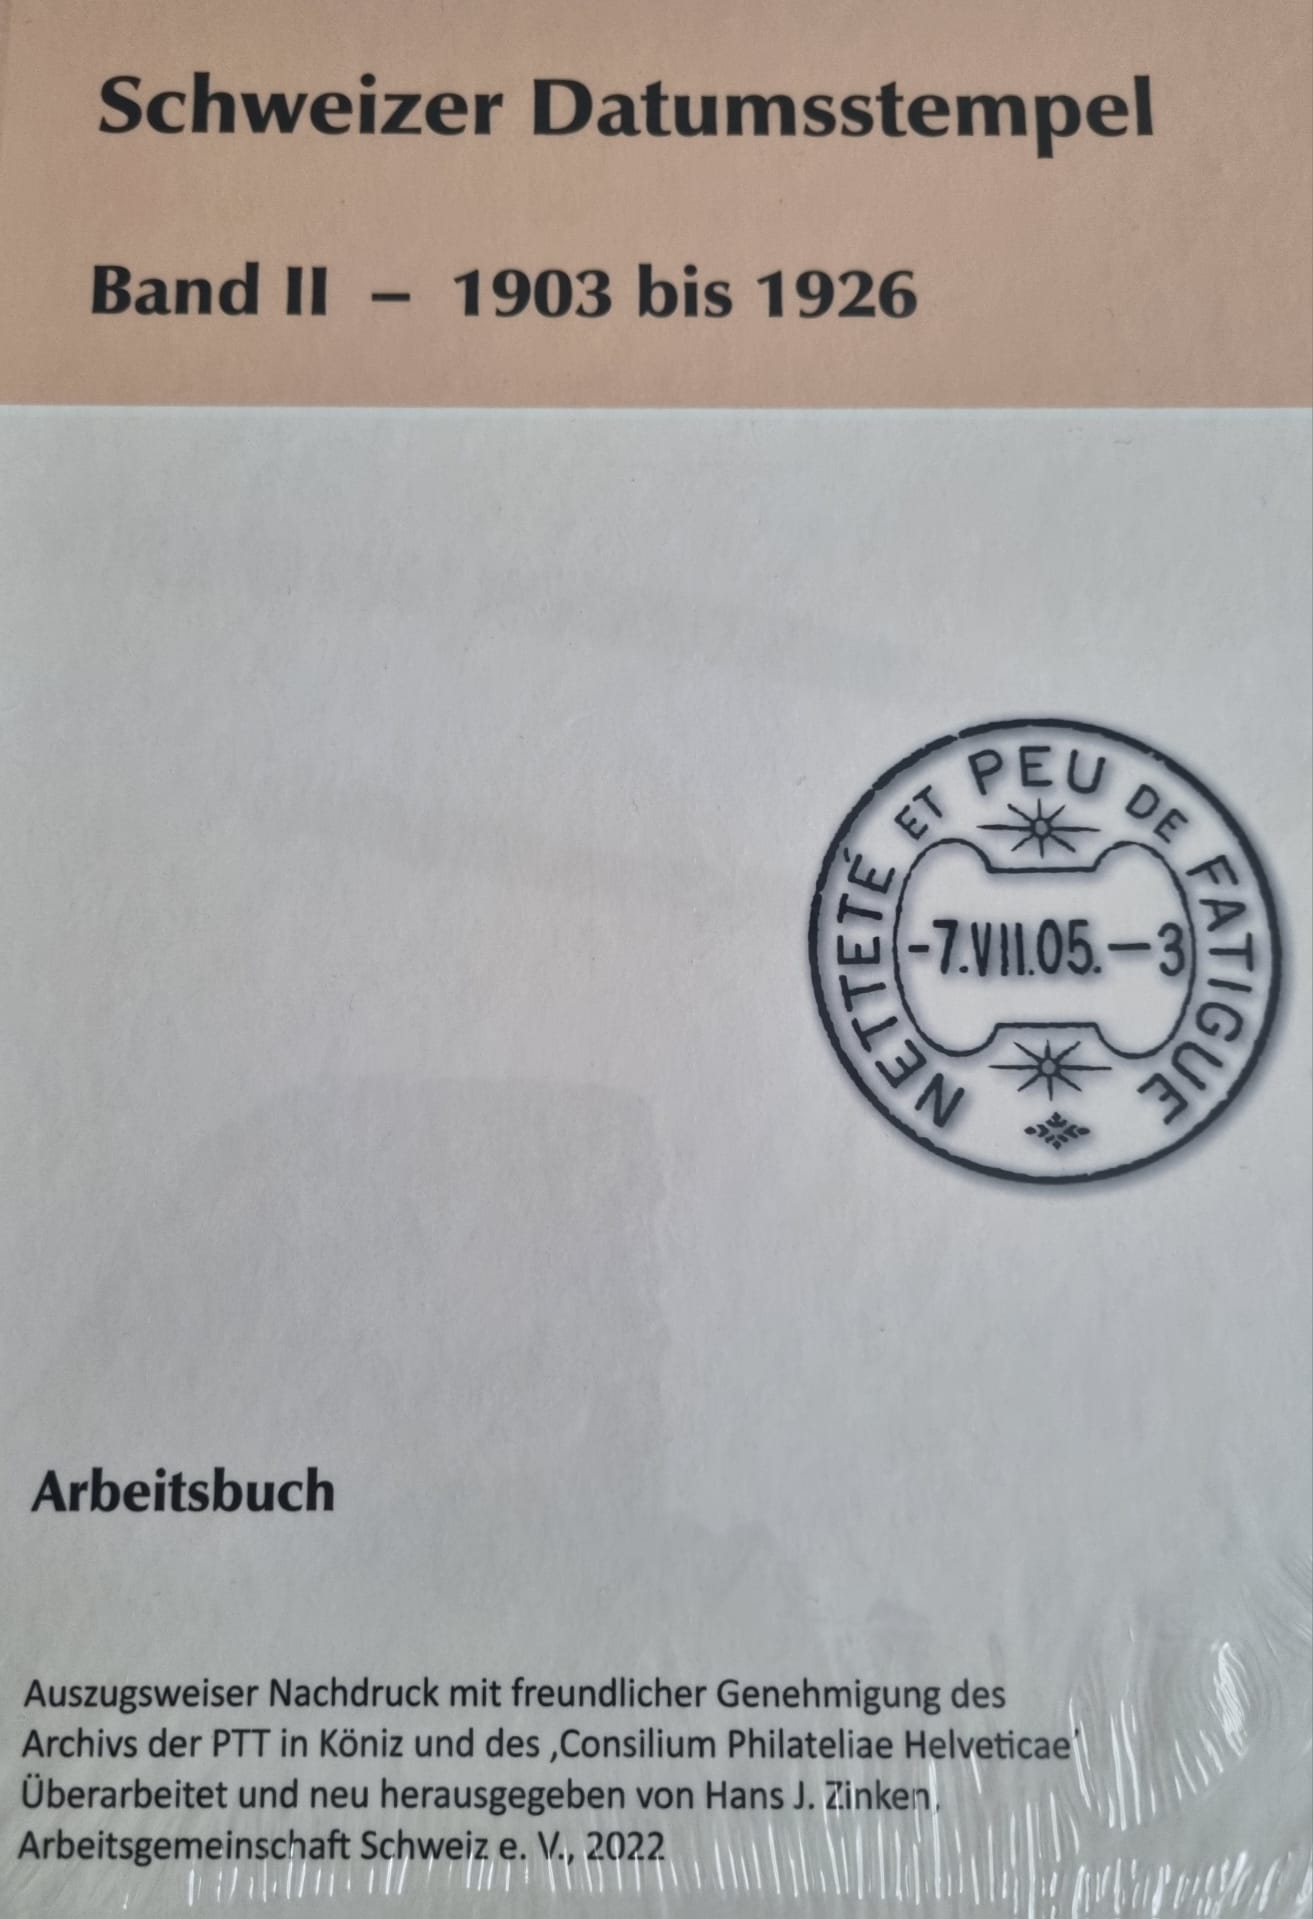 Schweizer Datumsstempel
Band II – 1903 bis 1926
NETTETÉ ET PEU DE FATIGUE
-7.VII.05.—3
Arbeitsbuch
Auszugsweiser Nachdruck mit freundlicher Genehmigung des
Archivs der PTT in Köniz und des ‚Consilium Philateliae Helveticae’
Überarbeitet und neu herausgegeben von Hans J. Zinken,
Arbeitsgemeinschaft Schweiz e. V., 2022